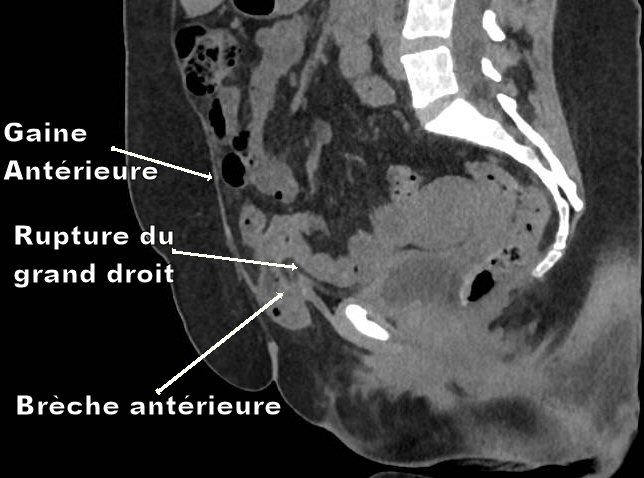 Gaine
Antérieure
Rupture du
grand droit
Brèche antérieure